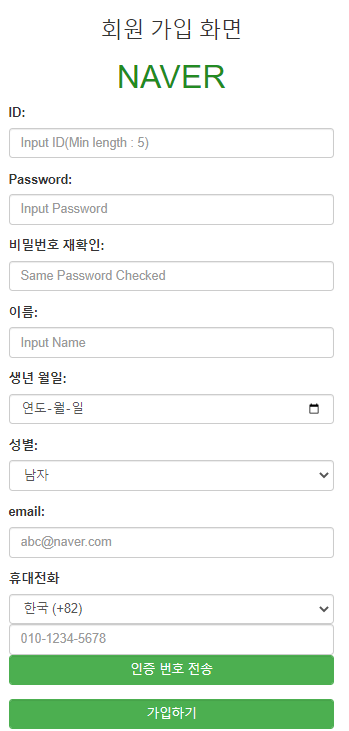 회원 가입 화면
NAVER
ID:
Input ID(Min length : 5)
Password:
Input Password
비밀번호 재확인:
Same Password Checked
이름:
Input Name
생년 월일:
연도-월-일
성별:
남자
email:
abc@naver.com
휴대전화
한국 (+82)
010-1234-5678
인증 번호 전송
가입하기